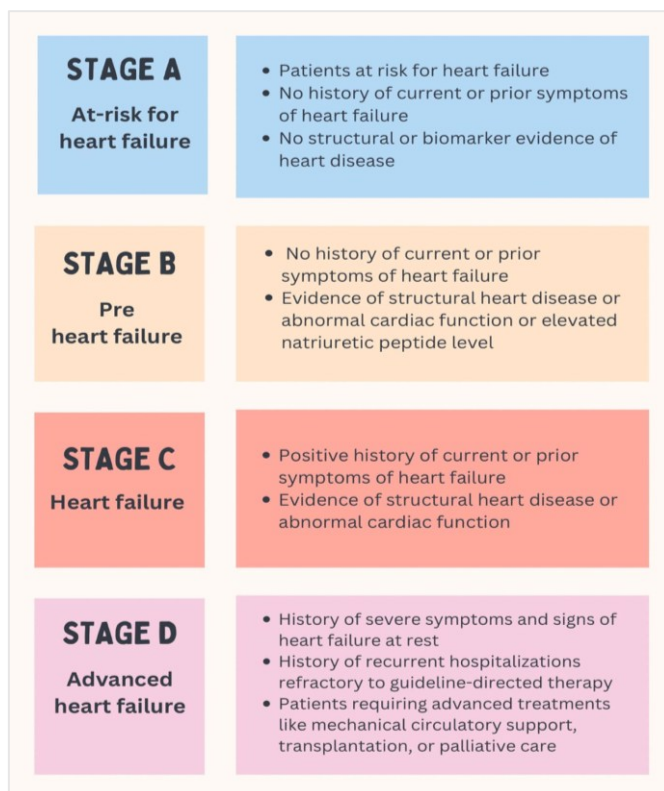 STAGE A
At-risk for
heart failure
• Patients at risk for heart failure
• No history of current or prior symptoms
of heart failure
• No structural or biomarker evidence of
heart disease
STAGE B
Pre
heart failure
• No history of current or prior
symptoms of heart failure
• Evidence of structural heart disease or
abnormal cardiac function or elevated
natriuretic peptide level
STAGE C
Heart failure
• Positive history of current or prior
symptoms of heart failure
• Evidence of structural heart disease or
abnormal cardiac function
STAGE D
Advanced
heart failure
• History of severe symptoms and signs of
heart failure at rest
• History of recurrent hospitalizations
refractory to guideline-directed therapy
• Patients requiring advanced treatments
like mechanical circulatory support,
transplantation, or palliative care